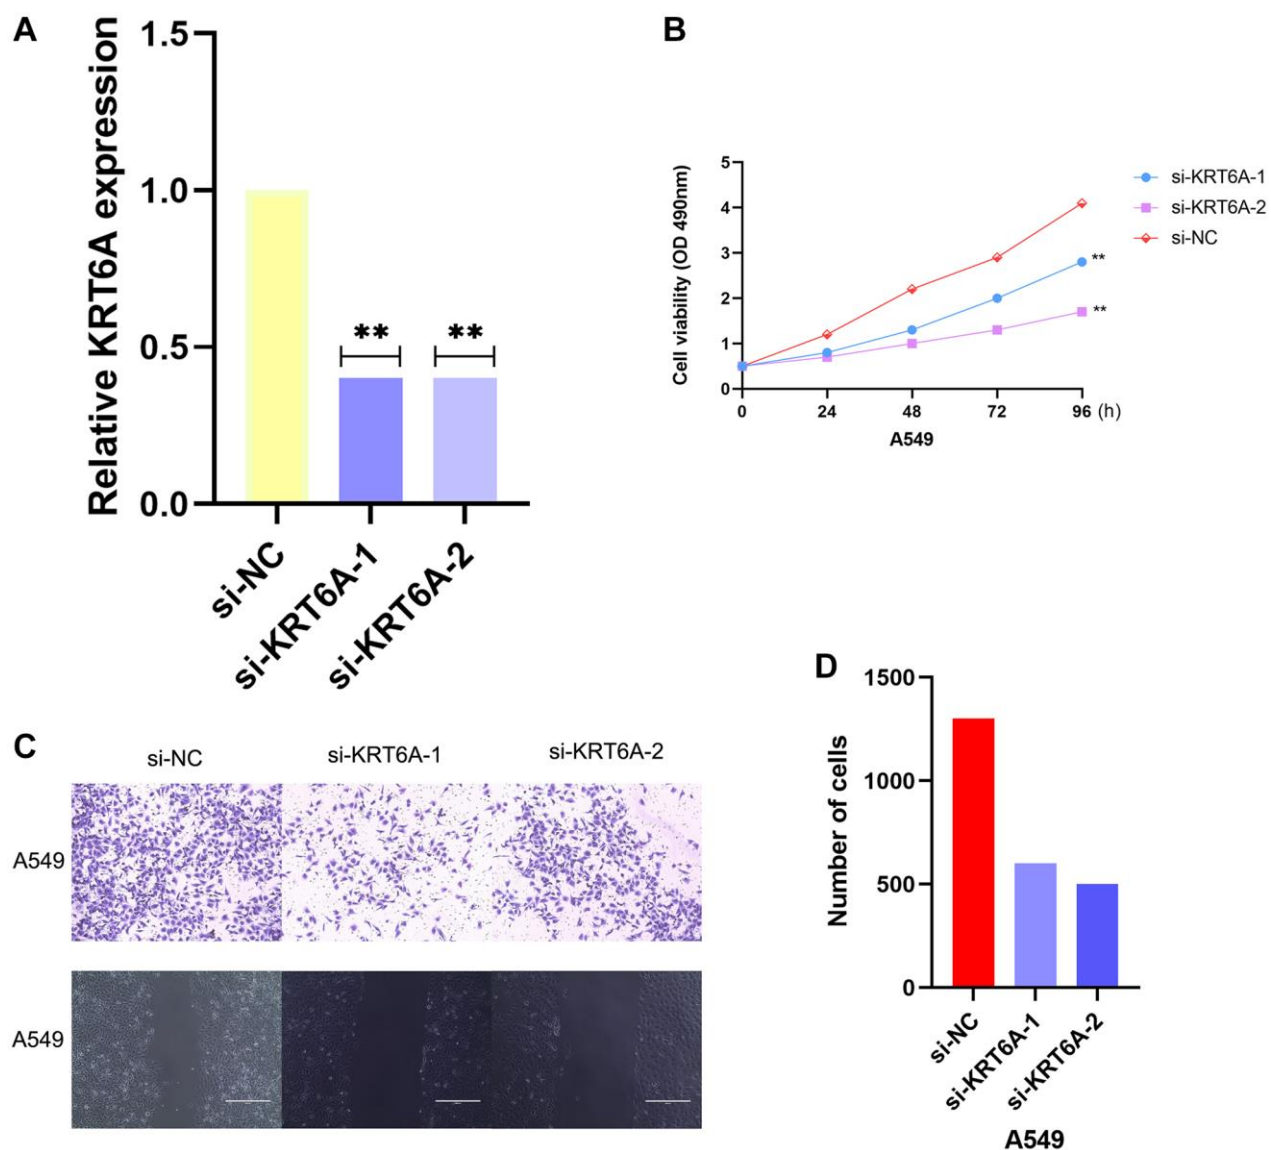 A
Relative KRT6A expression
1.5
1.0
0.5
0.0
**
**
si-NC
si-KRT6A-1
si-KRT6A-2
B
Cell viability (OD 490nm)
5
4
3
2
1
0
0 24 48 72 96 (h)
A549
**
**
si-KRT6A-1
si-KRT6A-2
si-NC
C
si-NC si-KRT6A-1 si-KRT6A-2
A549
A549
D
Number of cells
1500
1000
500
0
si-NC
si-KRT6A-1
si-KRT6A-2
A549